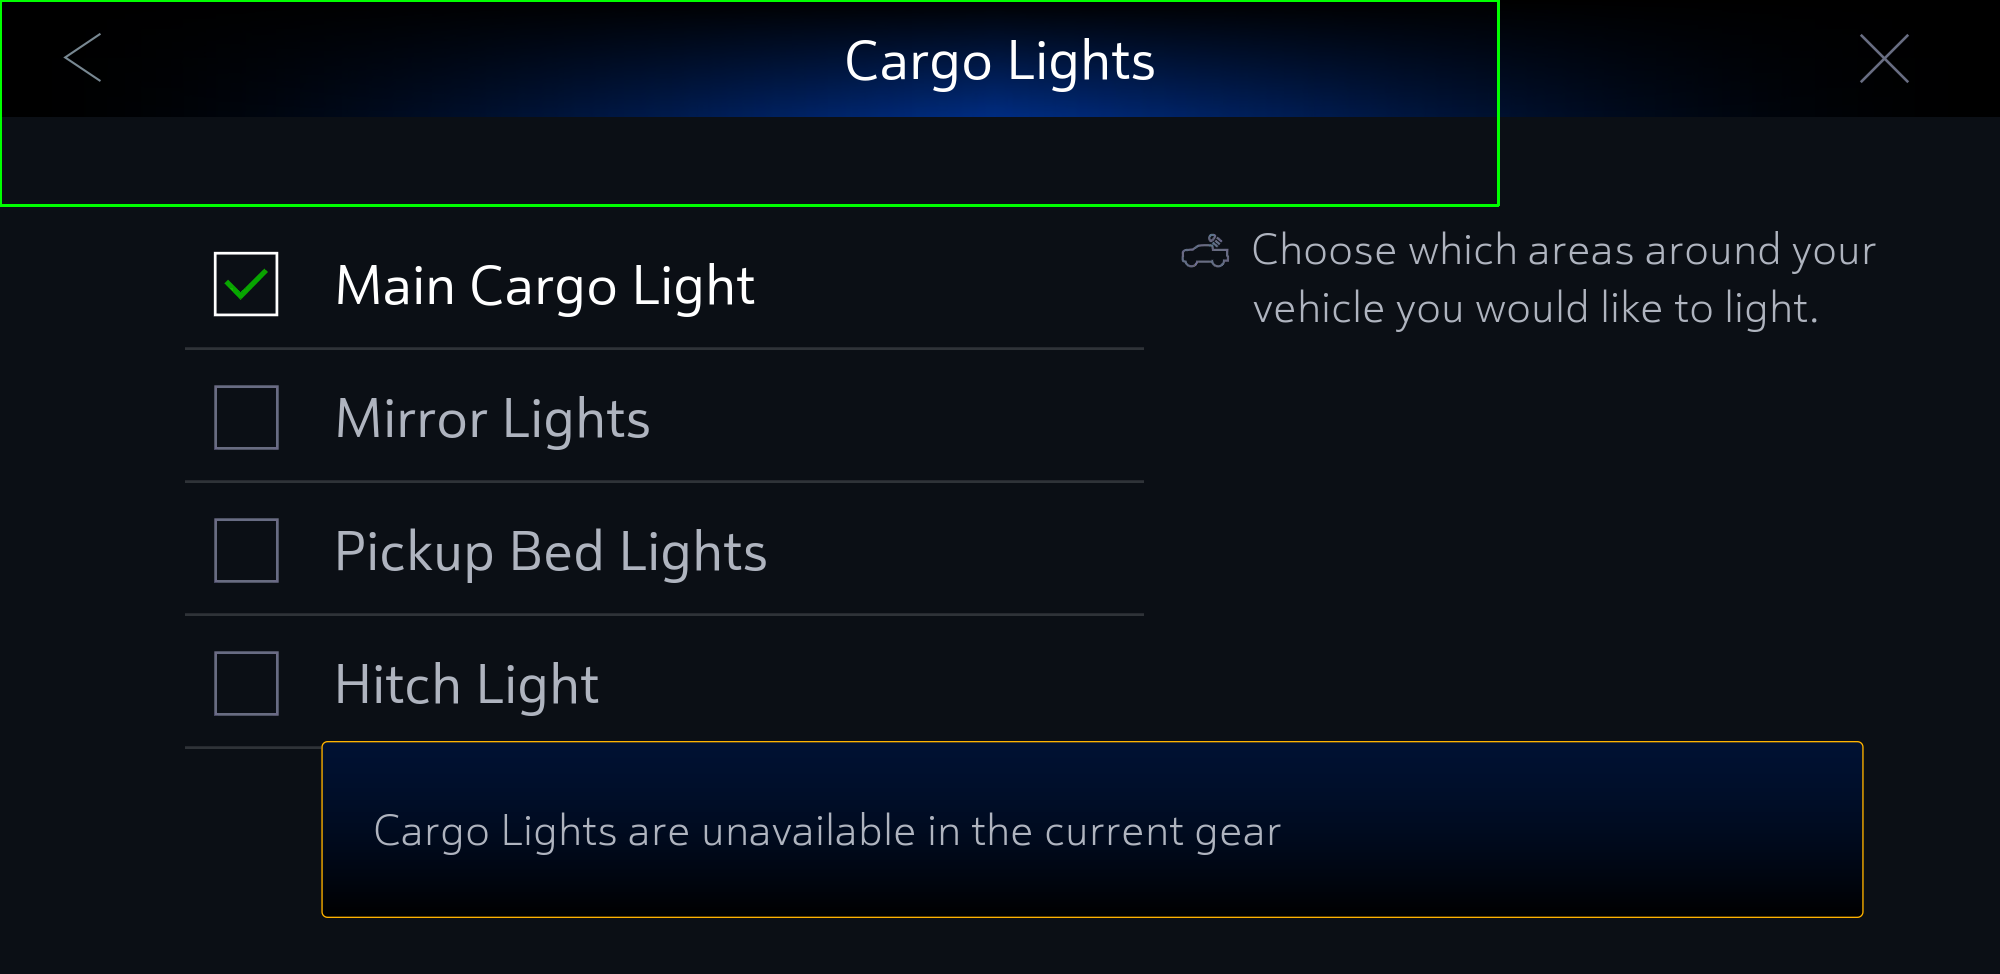 Cargo Lights
Main Cargo Light
Mirror Lights
Pickup Bed Lights
Hitch Light
Choose which areas around your
vehicle you would like to light.
Cargo Lights are unavailable in the current gear